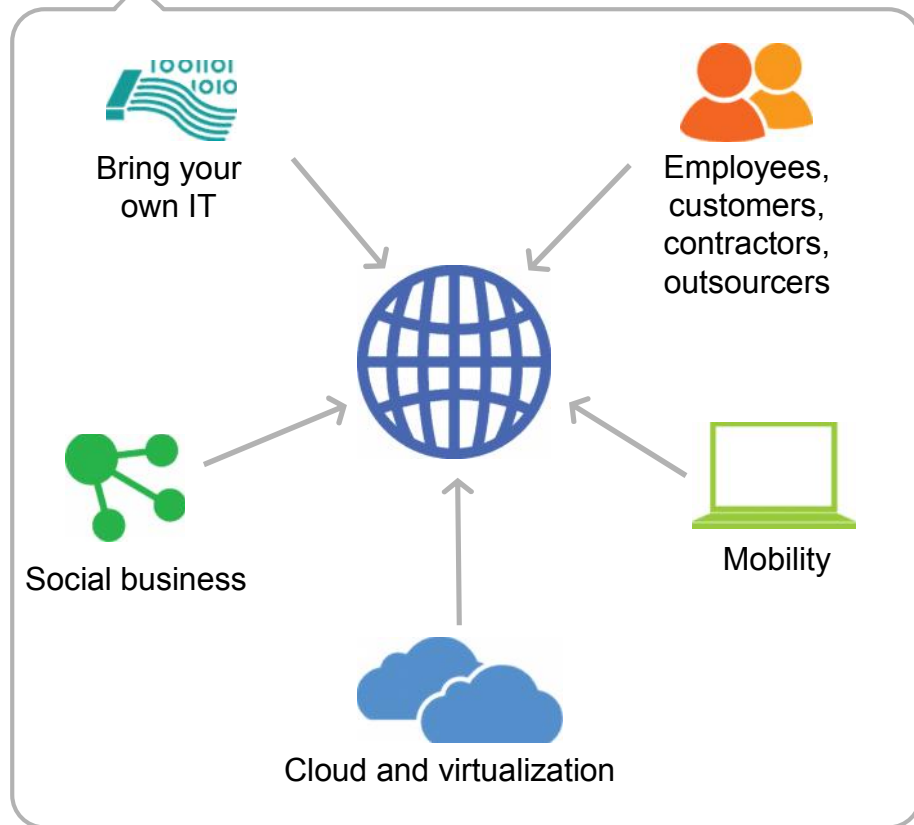 1001101
1010
Bring your
own IT
Employees,
customers,
contractors,
outsourcers
Social business
Mobility
Cloud and virtualization